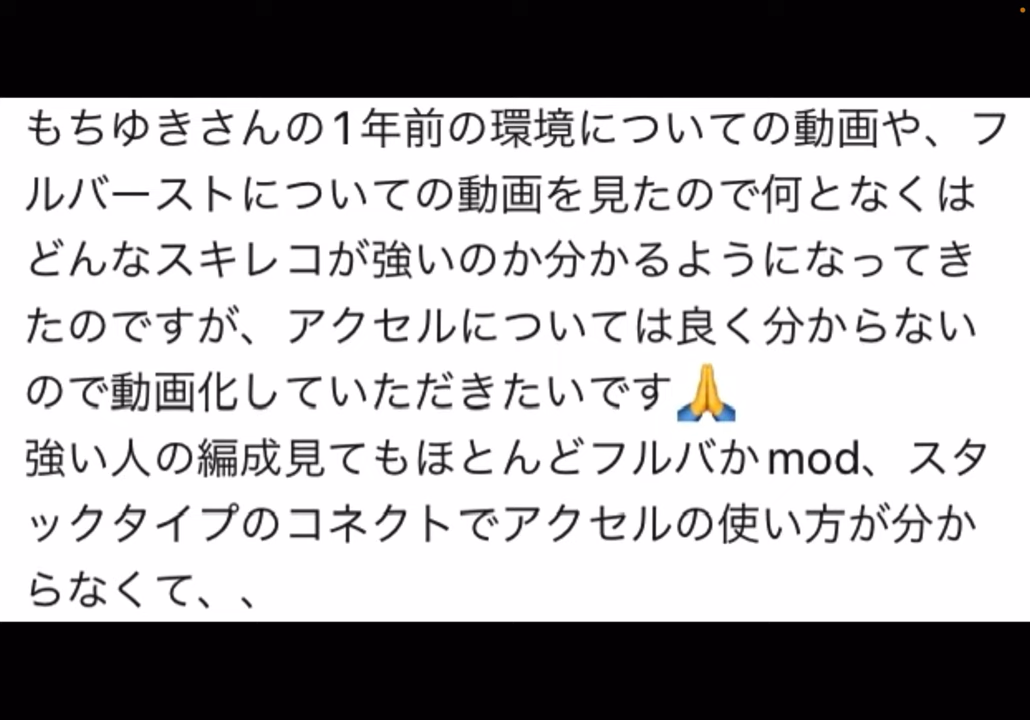 もちゆきさんの1年前の環境についての動画や、フ
ルバーストについての動画を見たので何となくは
どんなスキレコが強いのか分かるようになってき
たのですが、アクセルについては良く分からない
ので動画化していただきたいです🙏
強い人の編成見てもほとんどフルバかmod、スタ
ックタイプのコネクトでアクセルの使い方が分か
らなくて、、